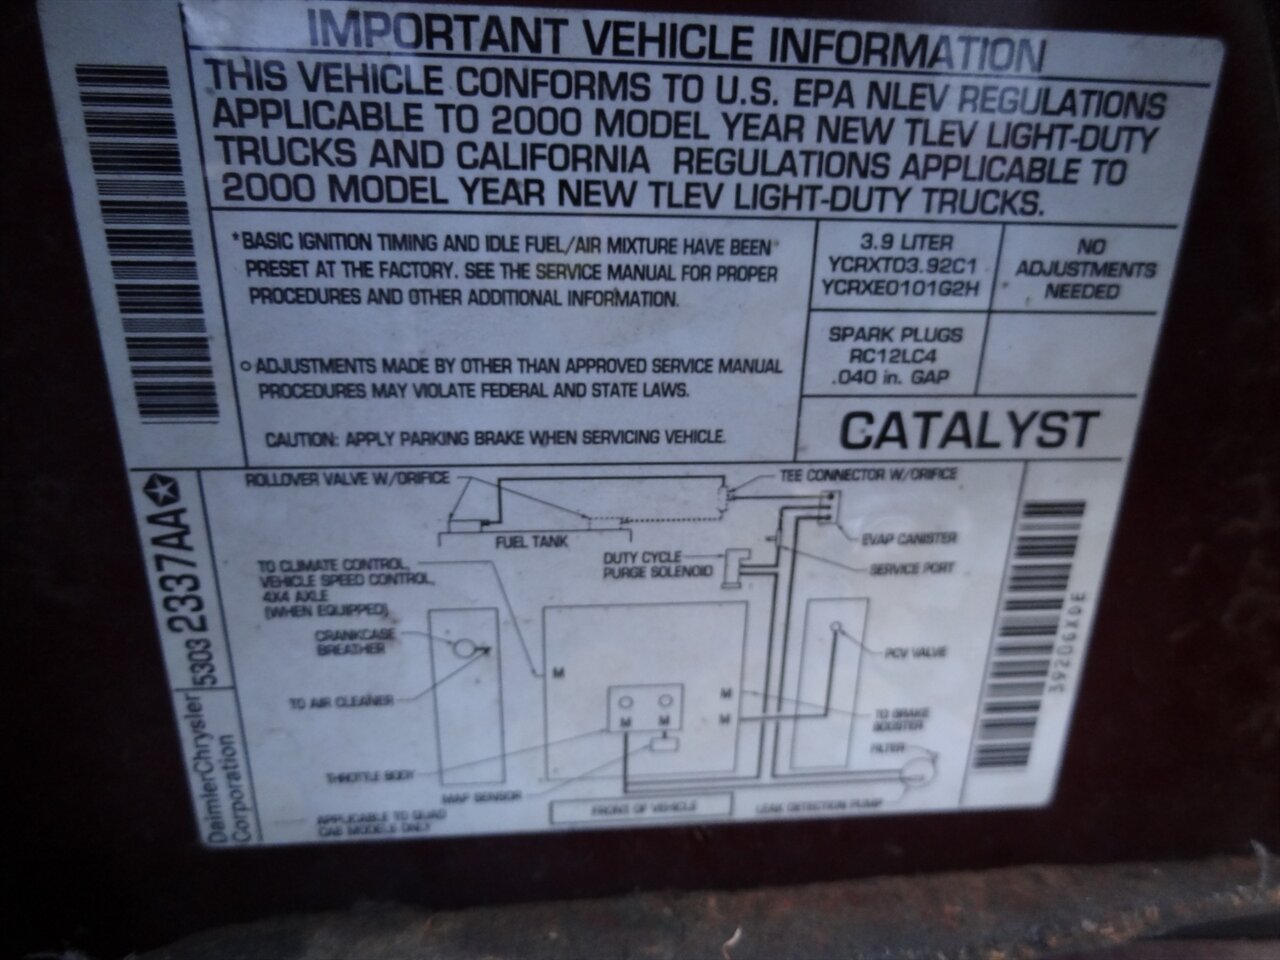 IMPORTANT VEHICLE INFORMATION
THIS VEHICLE CONFORMS TO U.S. EPA NLEV REGULATIONS
APPLICABLE TO 2000 MODEL YEAR NEW TLEV LIGHT-DUTY
TRUCKS AND CALIFORNIA REGULATIONS APPLICABLE TO
2000 MODEL YEAR NEW TLEV LIGHT-DUTY TRUCKS.
*BASIC IGNITION TIMING AND IDLE FUEL/AIR MIXTURE HAVE BEEN
PRESET AT THE FACTORY. SEE THE SERVICE MANUAL FOR PROPER
PROCEDURES AND OTHER ADDITIONAL INFORMATION.
O ADJUSTMENTS MADE BY OTHER THAN APPROVED SERVICE MANUAL
PROCEDURES MAY VIOLATE FEDERAL AND STATE LAWS.
CAUTION: APPLY PARKING BRAKE WHEN SERVICING VEHICLE.
3.9 LITER
YCRXT03.92C1
YCRXE0101G2H
NO
ADJUSTMENTS
NEEDED
SPARK PLUGS
RC12LC4
.040 in. GAP
CATALYST
ROLLOVER VALVE W/ORIFICE
TEE CONNECTOR W/ORIFICE
FUEL TANK
EVAP CANISTER
DUTY CYCLE
PURGE SOLENOID
SERVICE PORT
TO CLIMATE CONTROL,
VEHICLE SPEED CONTROL,
4X4 AXLE
(WHEN EQUIPPED)
CRANKCASE
BREATHER
PCV VALVE
M
TO AIR CLEANER
M
M M
M
TO BRAKE
BOOSTER
FILTER
THROTTLE BODY
MAP SENSOR
FRONT OF VEHICLE
LEAK DETECTION PUMP
APPLICABLE TO QUAD
CAB MODELS ONLY
53032337AA
DaimlerChrysler
Corporation